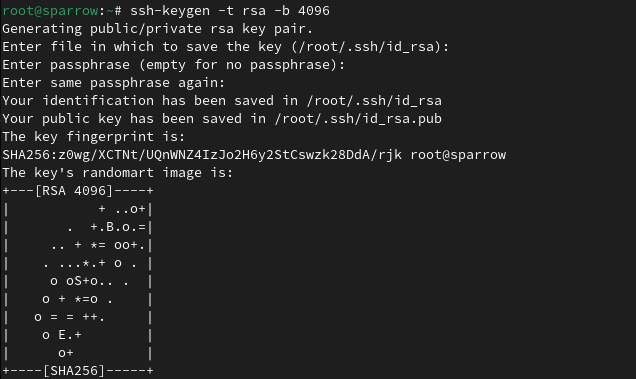 root@sparrow:~# ssh-keygen -t rsa -b 4096
Generating public/private rsa key pair.
Enter file in which to save the key (/root/.ssh/id_rsa):
Enter passphrase (empty for no passphrase):
Enter same passphrase again:
Your identification has been saved in /root/.ssh/id_rsa
Your public key has been saved in /root/.ssh/id_rsa.pub
The key fingerprint is:
SHA256:z0wg/XCTNt/UQnWNZ4IzJo2H6y2StCswzk28DdA/rjk root@sparrow
The key's randomart image is:
+---[RSA 4096]----+
|           + ..o+|
|       .  +.B.o.=|
|     .. + *= oo+.|
|    . ...*.+ o . |
|     o oS+o.. .  |
|    o + *=o .    |
|   o = = ++.     |
|    o E.+        |
|      o+         |
+----[SHA256]-----+